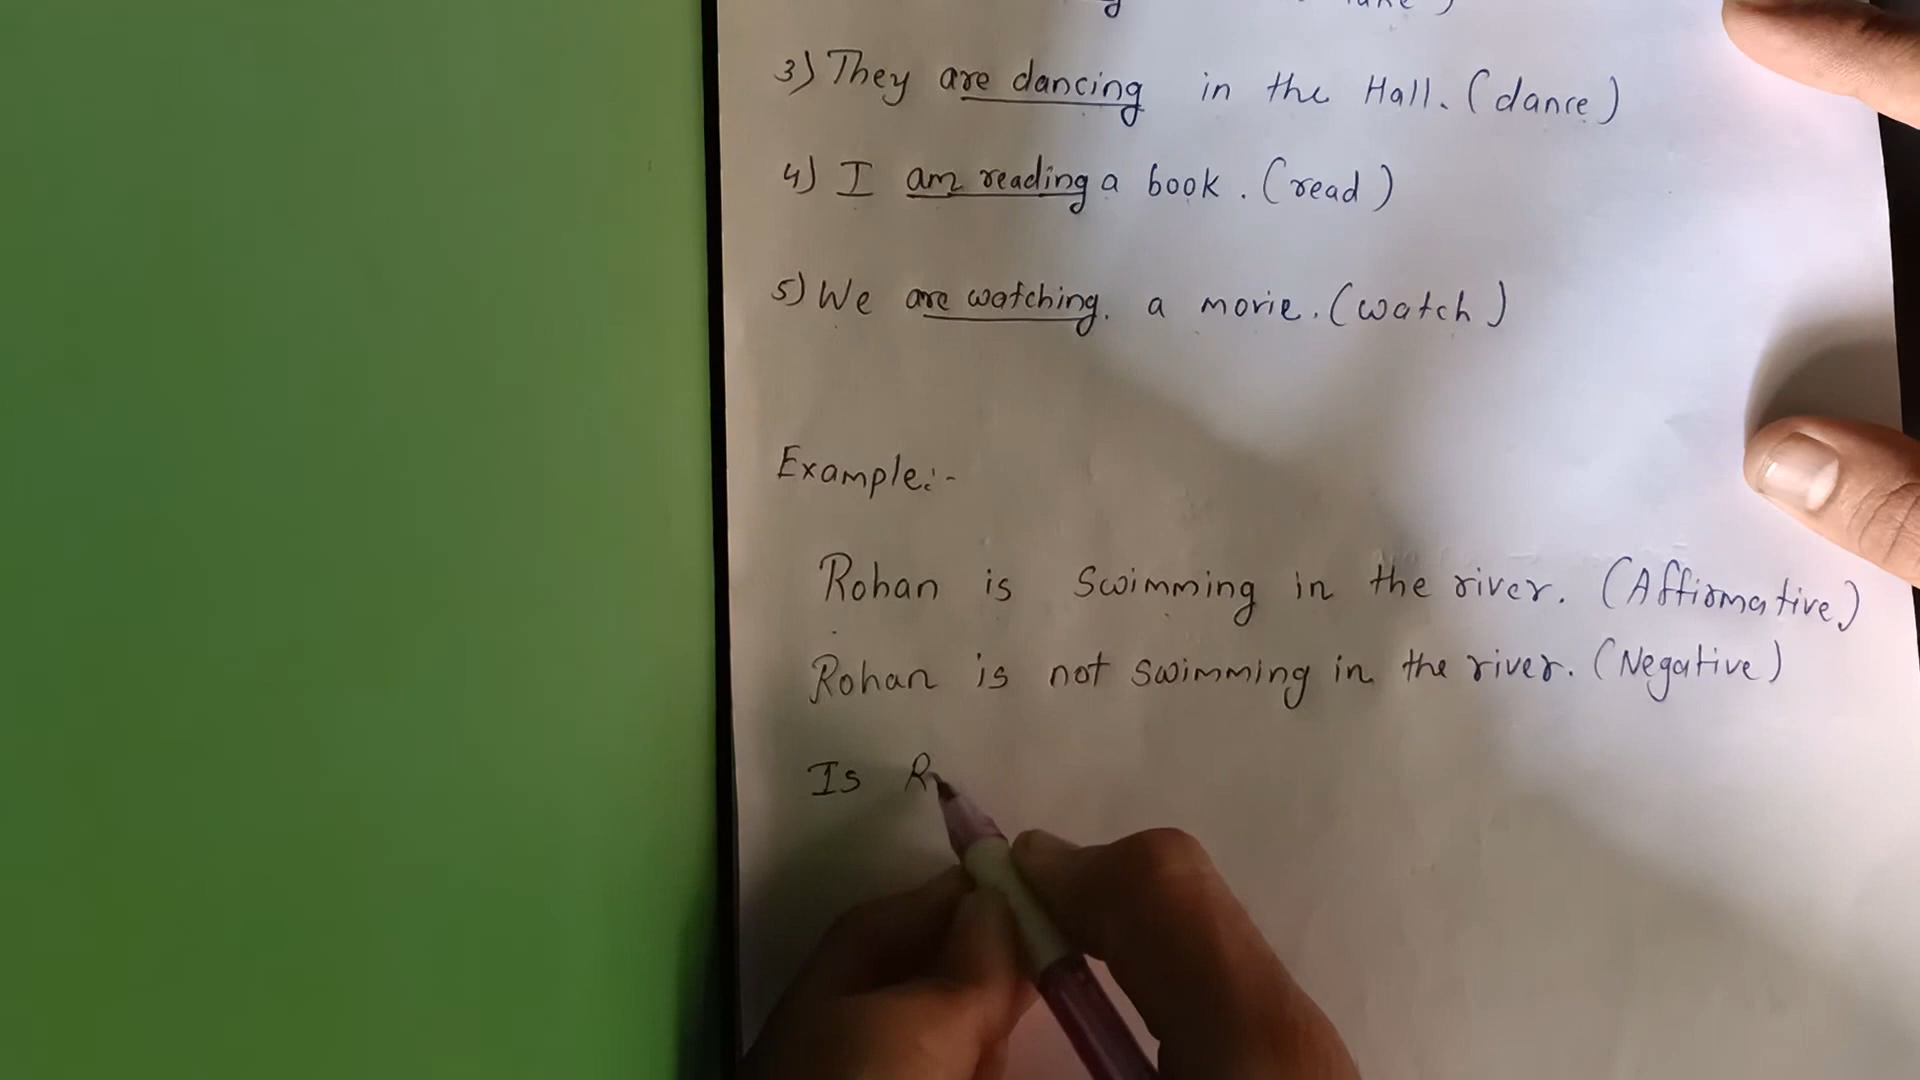 3) They are dancing in the Hall. (dance)
4) I am reading a book. (read)
5) We are watching. a movie. (watch)
Example:-
Rohan is Swimming in the river. (Affirmative)
Rohan is not swimming in the river. (Negative)
Is R